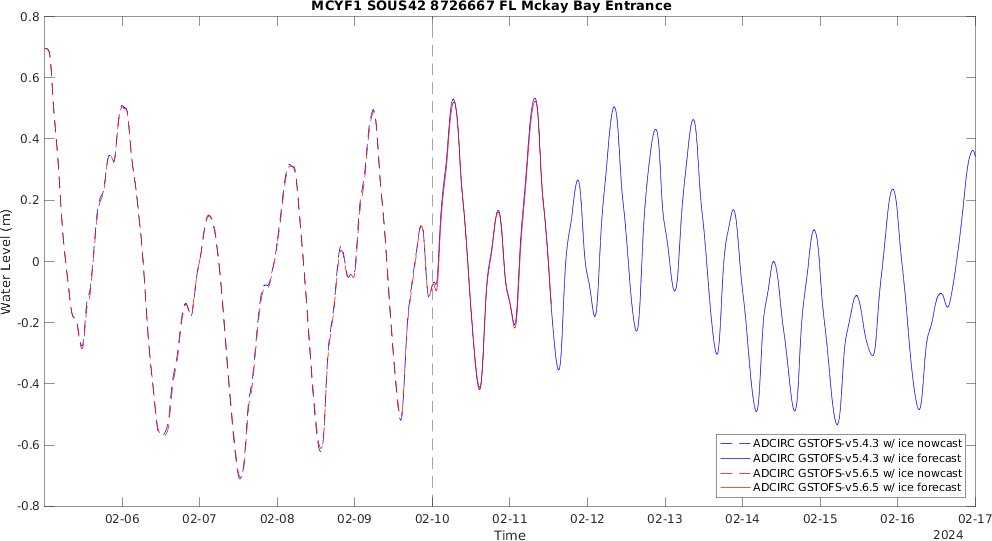 MCYF1 SOUS42 8726667 FL Mckay Bay Entrance
0.8
0.6
0.4
0.2
0
-0.2
-0.4
-0.6
-0.8
Water Level (m)
ADCIRC GSTOFS-v5.4.3 w/ ice nowcast
ADCIRC GSTOFS-v5.4.3 w/ ice forecast
ADCIRC GSTOFS-v5.6.5 w/ ice nowcast
ADCIRC GSTOFS-v5.6.5 w/ ice forecast
02-06 02-07 02-08 02-09 02-10 02-11 02-12 02-13 02-14 02-15 02-16 02-17
Time
2024